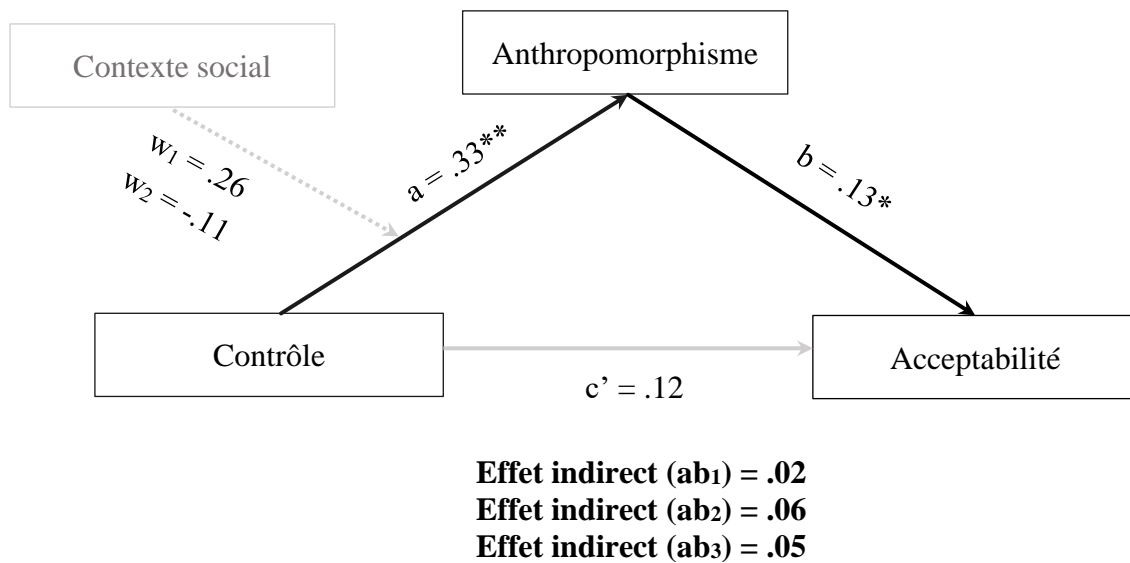 Anthropomorphisme
Contexte social
w₁ = .26
w₂ = -.11
a = .33**
b = .13*
Contrôle
Acceptabilité
c’ = .12
Effet indirect (ab₁) = .02
Effet indirect (ab₂) = .06
Effet indirect (ab₃) = .05